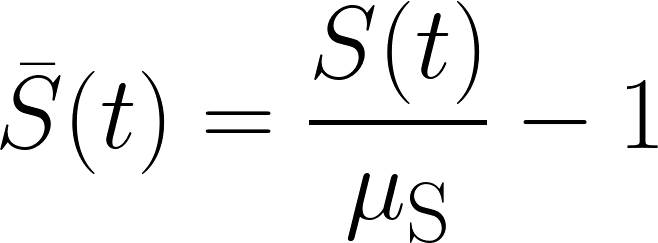 S̄(t) = S(t)/μ_S − 1